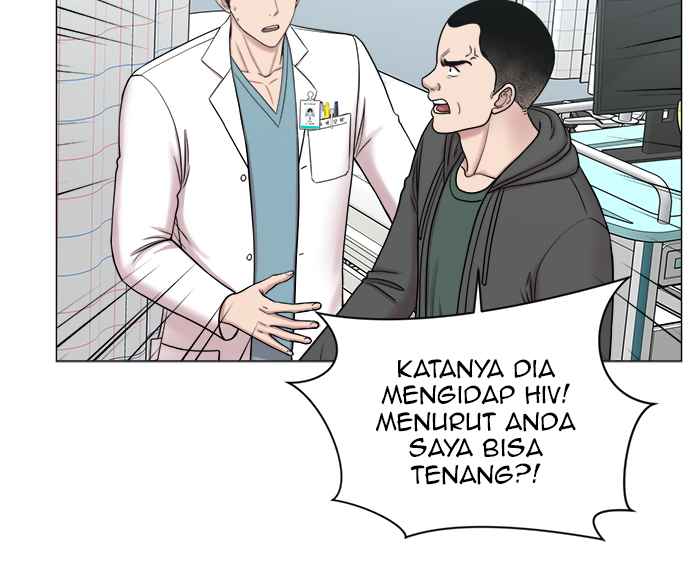 KATANYA DIA
MENGIDAP HIV!
MENURUT ANDA
SAYA BISA
TENANG?!